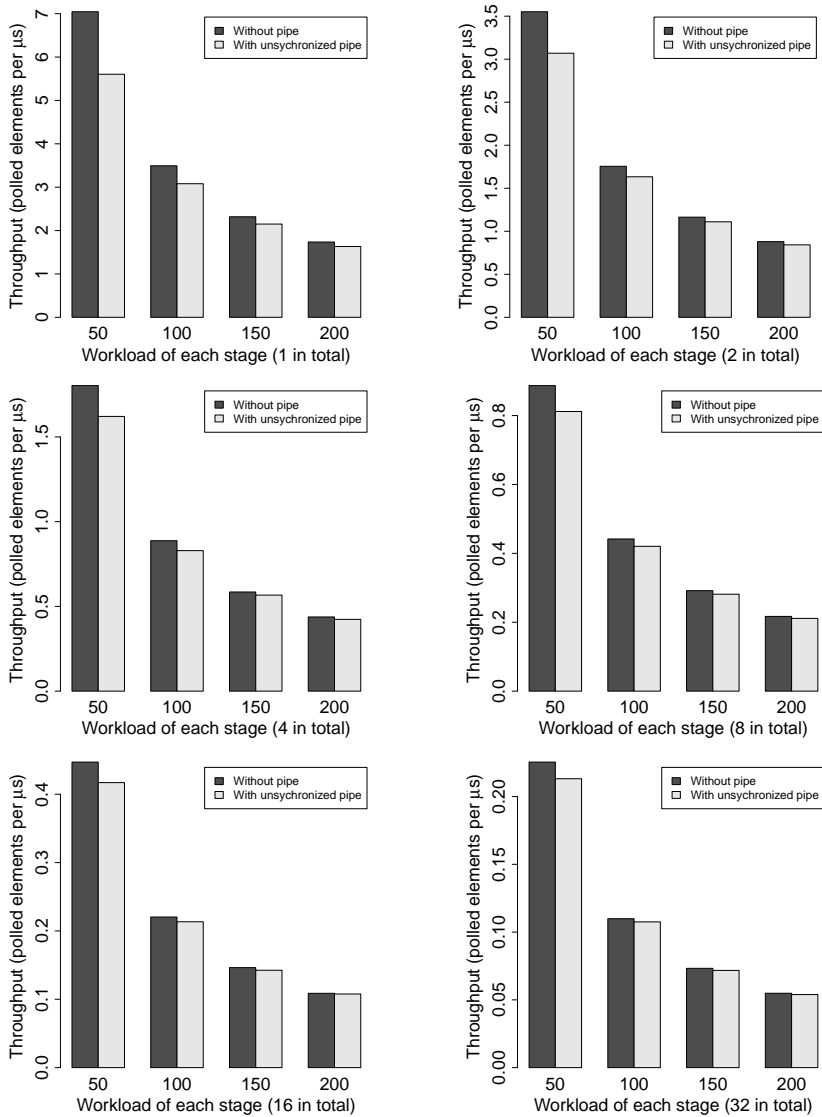 Throughput (polled elements per μs)
0 1 2 3 4 5 6 7
Without pipe
With unsychronized pipe
50 100 150 200
Workload of each stage (1 in total)
Throughput (polled elements per μs)
0.0 0.5 1.0 1.5 2.0 2.5 3.0 3.5
Without pipe
With unsychronized pipe
50 100 150 200
Workload of each stage (2 in total)
Throughput (polled elements per μs)
0.0 0.5 1.0 1.5
Without pipe
With unsychronized pipe
50 100 150 200
Workload of each stage (4 in total)
Throughput (polled elements per μs)
0.0 0.2 0.4 0.6 0.8
Without pipe
With unsychronized pipe
50 100 150 200
Workload of each stage (8 in total)
Throughput (polled elements per μs)
0.0 0.1 0.2 0.3 0.4
Without pipe
With unsychronized pipe
50 100 150 200
Workload of each stage (16 in total)
Throughput (polled elements per μs)
0.00 0.05 0.10 0.15 0.20
Without pipe
With unsychronized pipe
50 100 150 200
Workload of each stage (32 in total)